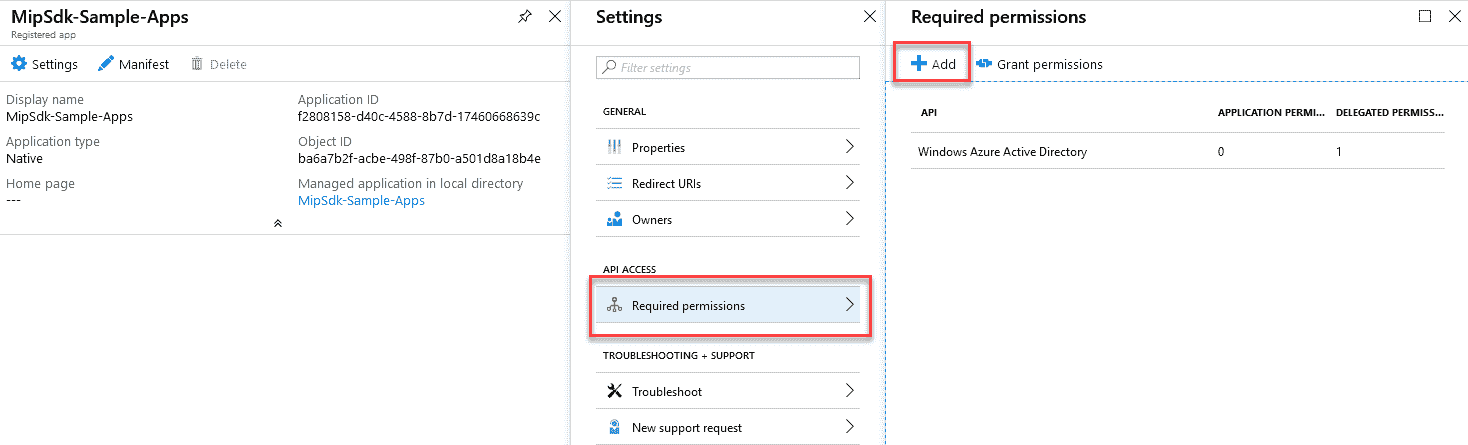 MipSdk-Sample-Apps
Registered app
Settings
Manifest
Delete
Display name
MipSdk-Sample-Apps
Application ID
f2808158-d40c-4588-8b7d-17460668639c
Application type
Native
Object ID
ba6a7b2f-acbe-498f-87b0-a501d8a18b4e
Home page
---
Managed application in local directory
MipSdk-Sample-Apps
Settings
Filter settings
GENERAL
Properties
Redirect URIs
Owners
API ACCESS
Required permissions
TROUBLESHOOTING + SUPPORT
Troubleshoot
New support request
Required permissions
Add
Grant permissions
API
APPLICATION PERMI...
DELEGATED PERMISS...
Windows Azure Active Directory
0
1